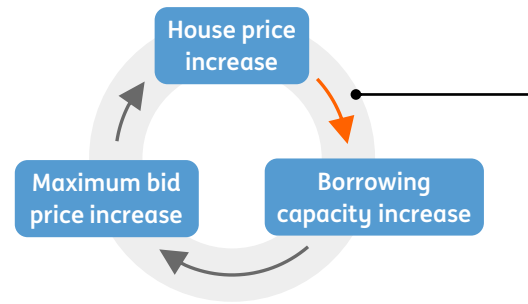 House price
increase
Maximum bid
price increase
Borrowing
capacity increase